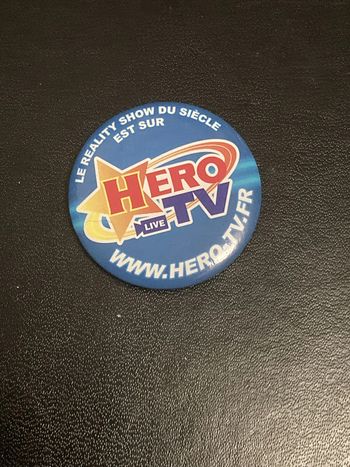 LE REALITY SHOW DU SIÈCLE
EST SUR
HERO
TV
LIVE
WWW.HERO-TV.FR